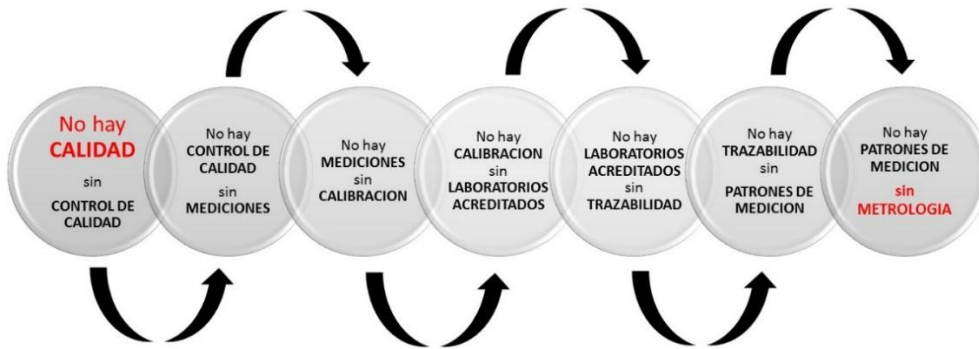 No hay
CALIDAD
sin
CONTROL DE
CALIDAD
No hay
CONTROL DE
CALIDAD
sin
MEDICIONES
No hay
MEDICIONES
sin
CALIBRACION
No hay
CALIBRACION
sin
LABORATORIOS
ACREDITADOS
No hay
LABORATORIOS
ACREDITADOS
sin
TRAZABILIDAD
No hay
TRAZABILIDAD
sin
PATRONES DE
MEDICION
No hay
PATRONES DE
MEDICION
sin
METROLOGIA